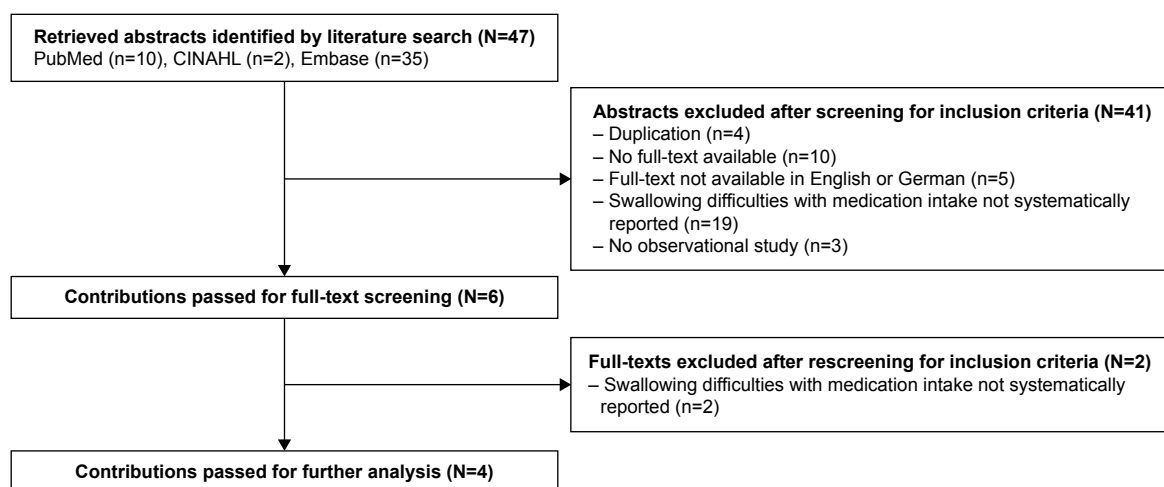 Retrieved abstracts identified by literature search (N=47)
PubMed (n=10), CINAHL (n=2), Embase (n=35)
Abstracts excluded after screening for inclusion criteria (N=41)
– Duplication (n=4)
– No full-text available (n=10)
– Full-text not available in English or German (n=5)
– Swallowing difficulties with medication intake not systematically
reported (n=19)
– No observational study (n=3)
Contributions passed for full-text screening (N=6)
Full-texts excluded after rescreening for inclusion criteria (N=2)
– Swallowing difficulties with medication intake not systematically
reported (n=2)
Contributions passed for further analysis (N=4)